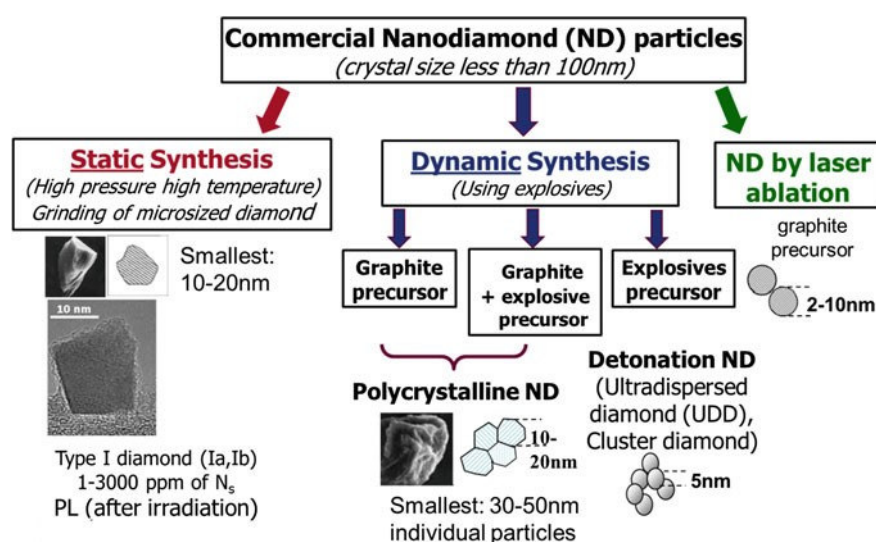 Commercial Nanodiamond (ND) particles
(crystal size less than 100nm)
Static Synthesis
(High pressure high temperature)
Grinding of microsized diamond
Smallest:
10-20nm
10 nm
Type I diamond (Ia,Ib)
1-3000 ppm of Ns
PL (after irradiation)
Dynamic Synthesis
(Using explosives)
Graphite
precursor
Graphite
+ explosive
precursor
Explosives
precursor
Polycrystalline ND
10-
20nm
Smallest: 30-50nm
individual particles
Detonation ND
(Ultradispersed
diamond (UDD),
Cluster diamond)
5nm
ND by laser
ablation
graphite
precursor
2-10nm